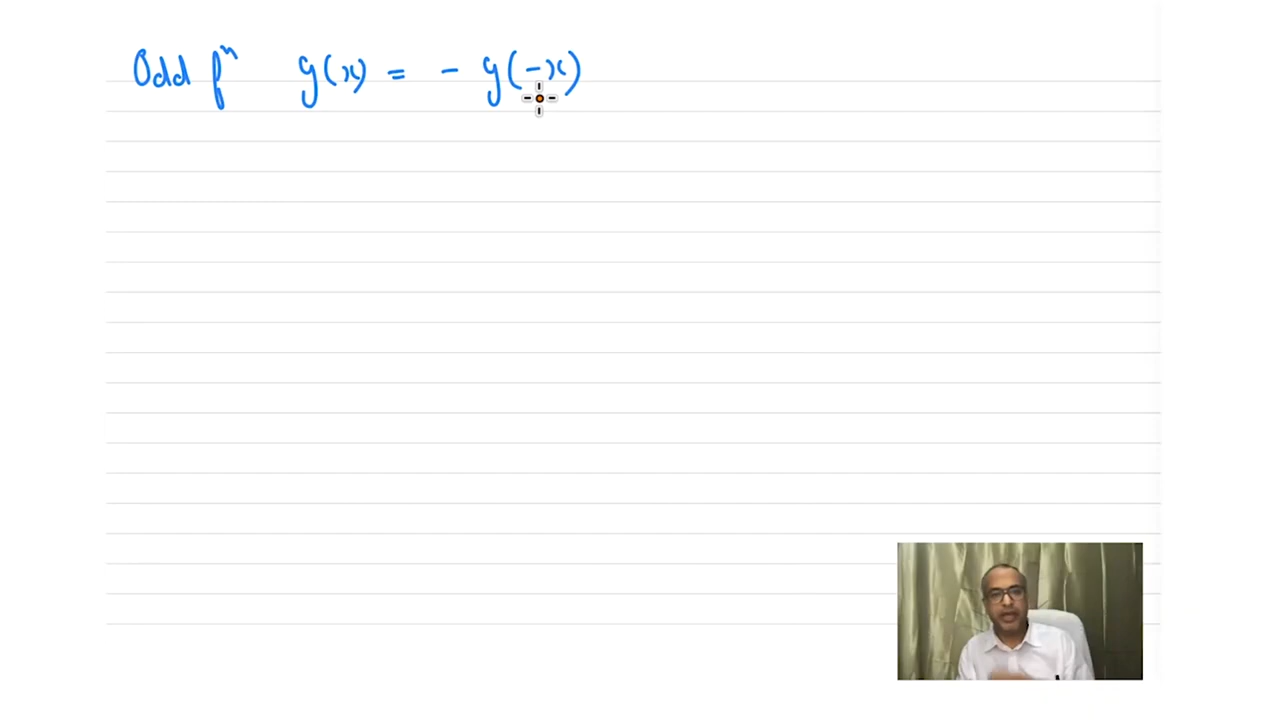 Odd fⁿ g(x) = - g(-x)